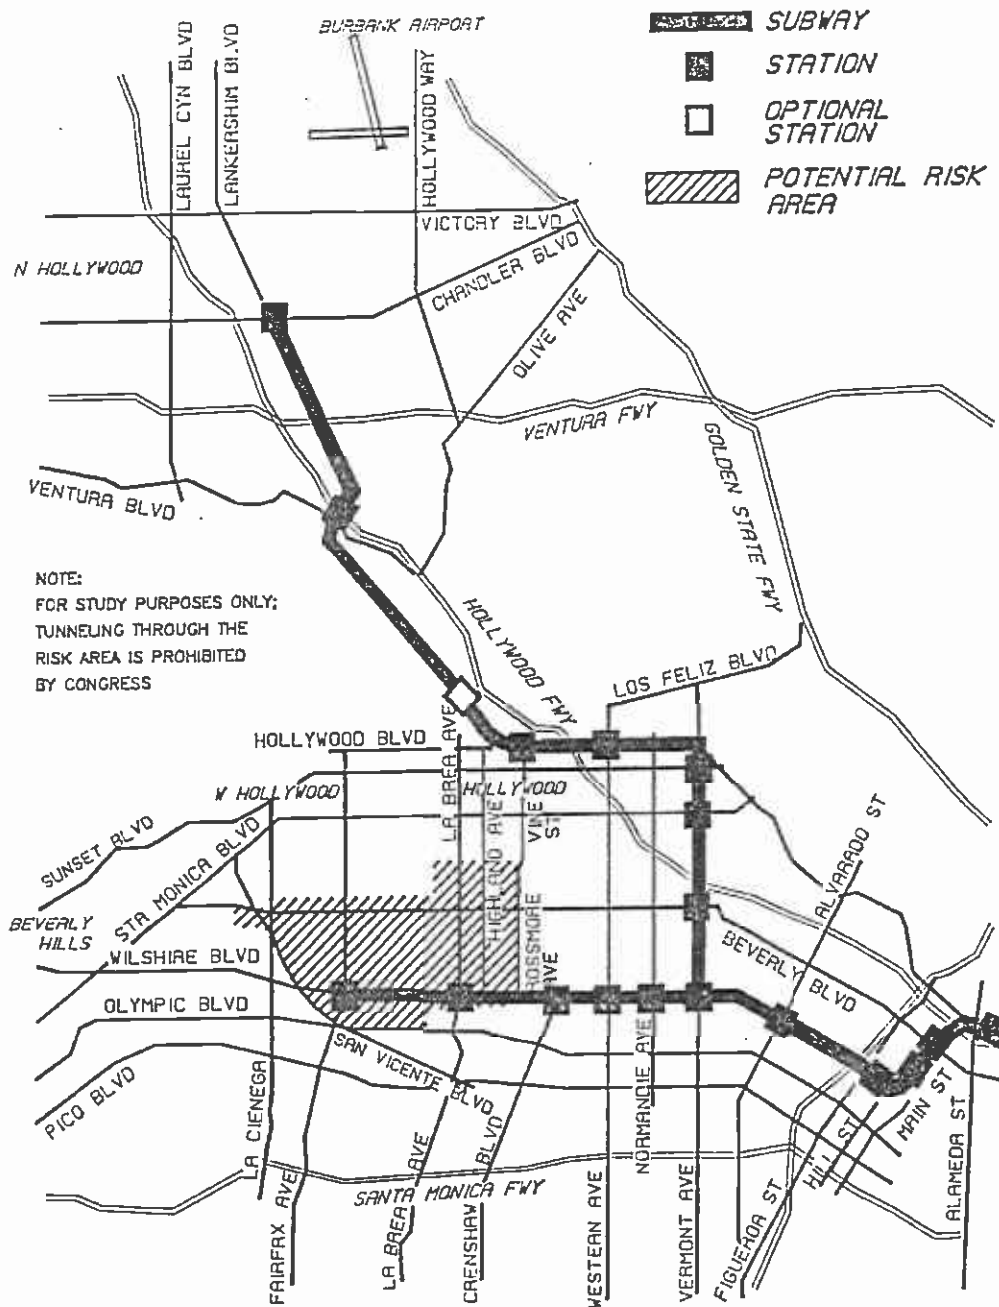 SUBWAY
STATION
OPTIONAL
STATION
POTENTIAL RISK
AREA
BURBANK AIRPORT
LAUREL CYN BLVD
LANKERSHIM BLVD
HOLLYWOOD WAY
VICTORY BLVD
N HOLLYWOOD
CHANDLER BLVD
OLIVE AVE
VENTURA FWY
GOLDEN STATE FWY
VENTURA BLVD
NOTE:
FOR STUDY PURPOSES ONLY;
TUNNELING THROUGH THE
RISK AREA IS PROHIBITED
BY CONGRESS
HOLLYWOOD FWY
LOS FELIZ BLVD
HOLLYWOOD BLVD
LA BREA AVE
W HOLLYWOOD
HOLLYWOOD
HIGHLAND AVE
VINE
ST
SUNSET BLVD
STA MONICA BLVD
ALVARADO ST
BEVERLY
HILLS
ROSSMORE
AVE
BEVERLY BLVD
WILSHIRE BLVD
OLYMPIC BLVD
SAN VICENTE BLVD
PICO BLVD
LA CIENEGA
NORMANDIE AVE
MAIN ST
HILL ST
ALAMEDA ST
SANTA MONICA FWY
FAIRFAX AVE
LA BREA AVE
CRENSHAW BLVD
WESTERN AVE
VERMONT AVE
FIGUEROA ST